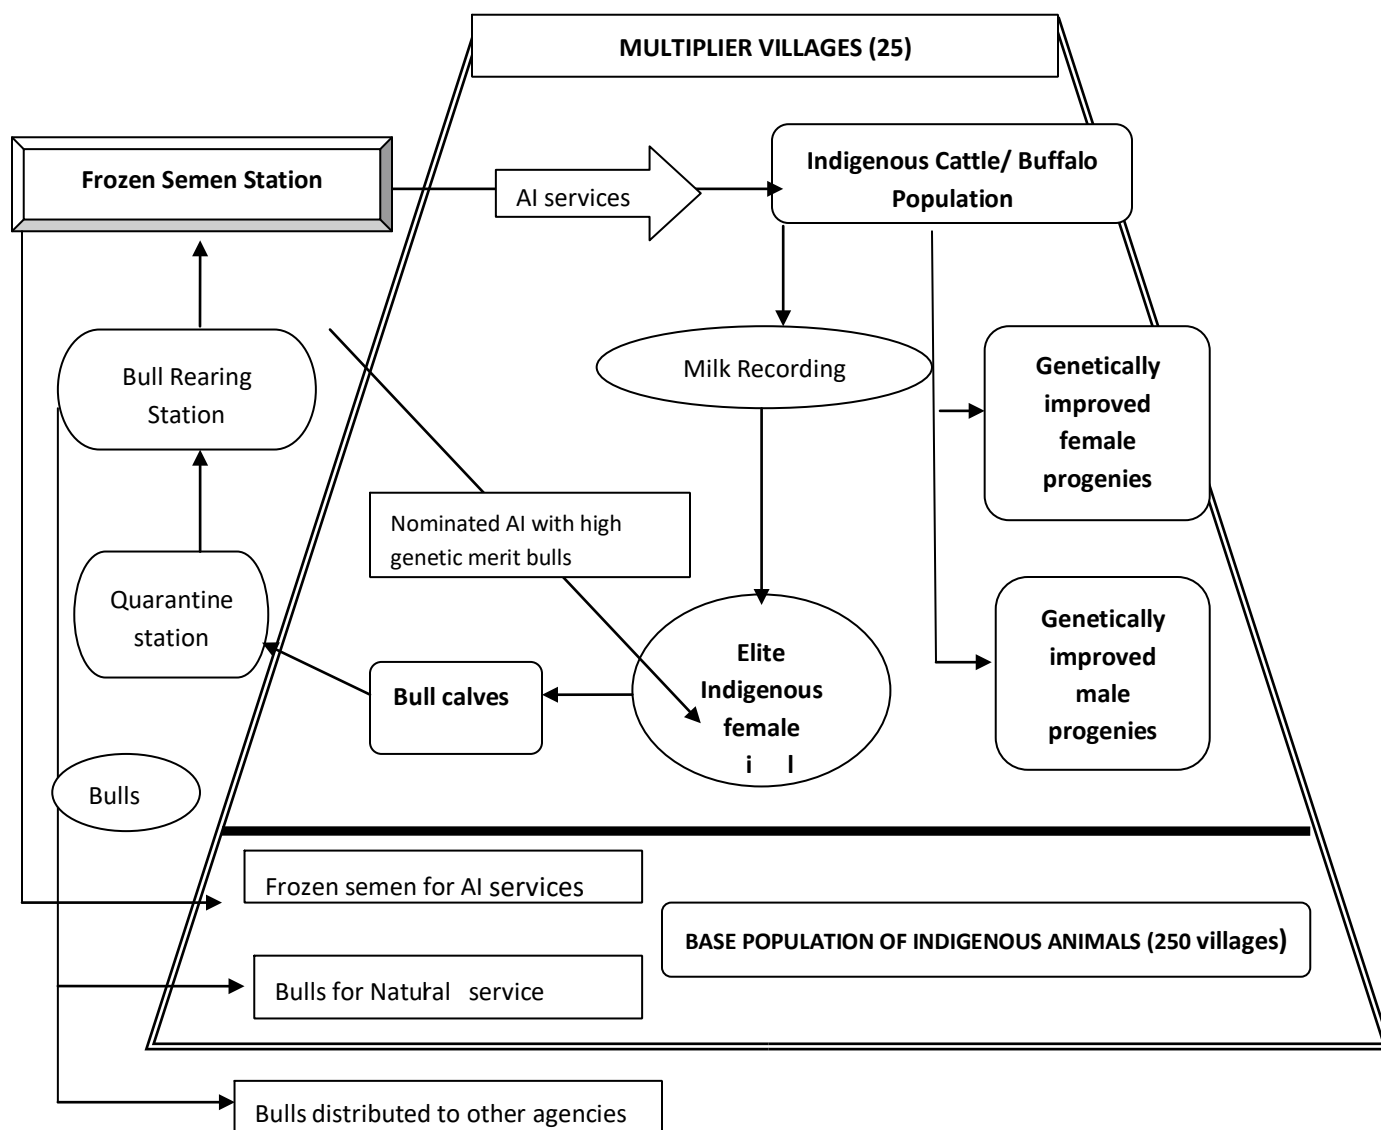 MULTIPLIER VILLAGES (25)
Frozen Semen Station
AI services
Indigenous Cattle/ Buffalo
Population
Bull Rearing
Station
Milk Recording
Genetically
improved
female
progenies
Nominated AI with high
genetic merit bulls
Quarantine
station
Bull calves
Elite
Indigenous
female
Genetically
improved
male
progenies
Bulls
Frozen semen for AI services
BASE POPULATION OF INDIGENOUS ANIMALS (250 villages)
Bulls for Natural service
Bulls distributed to other agencies